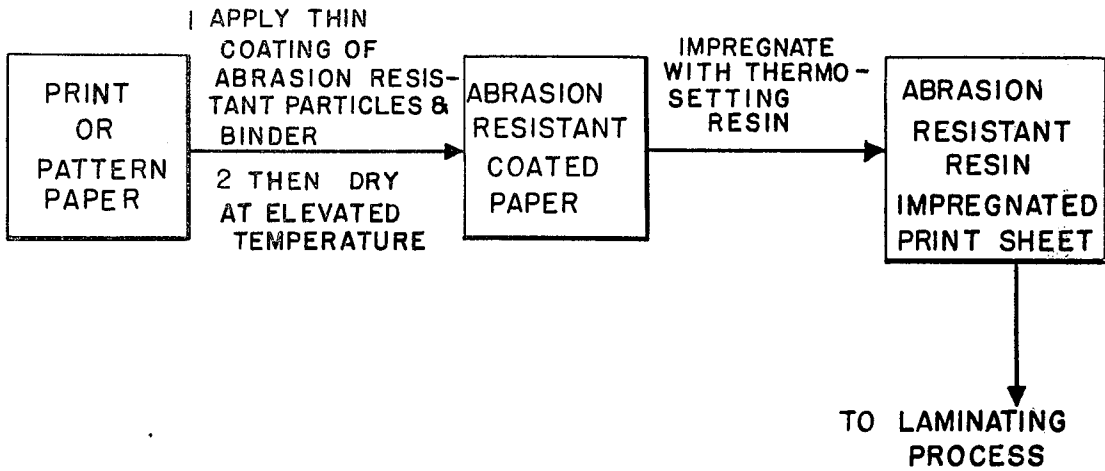 PRINT
OR
PATTERN
PAPER
1 APPLY THIN
COATING OF
ABRASION RESIS-
TANT PARTICLES &
BINDER
2 THEN DRY
AT ELEVATED
TEMPERATURE
ABRASION
RESISTANT
COATED
PAPER
IMPREGNATE
WITH THERMO-
SETTING
RESIN
ABRASION
RESISTANT
RESIN
IMPREGNATED
PRINT SHEET
TO LAMINATING
PROCESS